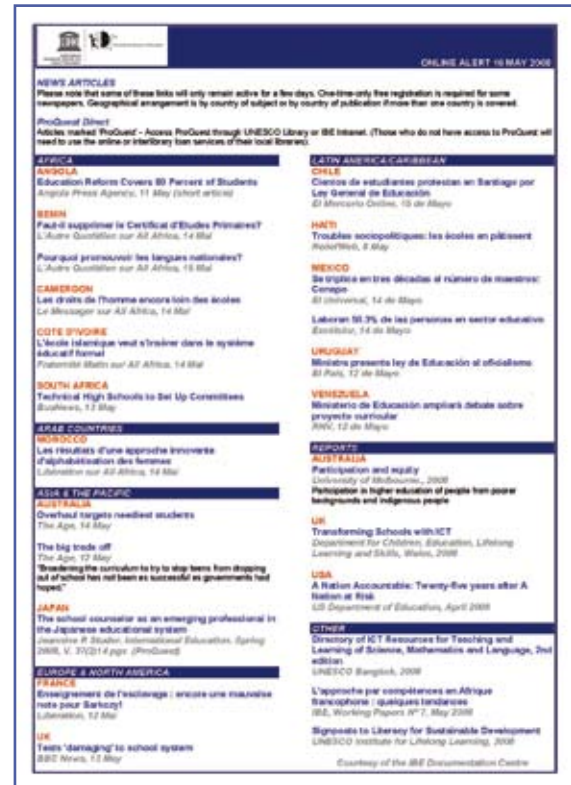 ONLINE ALERT 16 MAY 2008
NEWS ARTICLES
Please note that some of these links will only remain active for a few days. One-time-only free registration is required for some
newspapers. Geographical arrangement is by country of subject or by country of publication if more than one country is covered.
ProQuest Direct
Articles marked 'ProQuest' - Access ProQuest through UNESCO Library or IBE Intranet. (Those who do not have access to ProQuest will
need to use the online or interlibrary loan services of their local libraries).
AFRICA
ANGOLA
Education Reform Covers 80 Percent of Students
Angola Press Agency, 11 May (short article)
BENIN
Faut-il supprimer le Certificat d'Etudes Primaires?
L'Autre Quotidien sur All Africa, 14 Mai
Pourquoi promouvoir les langues nationales?
L'Autre Quotidien sur All Africa, 15 Mai
CAMEROON
Les droits de l'homme encore loin des écoles
Le Messager sur All Africa, 14 Mai
COTE D'IVOIRE
L'école islamique veut s'insérer dans le système
éducatif formel
Fraternité Matin sur All Africa, 14 Mai
SOUTH AFRICA
Technical High Schools to Set Up Committees
BuaNews, 13 May
ARAB COUNTRIES
MOROCCO
Les résultats d'une approche innovante
d'alphabétisation des femmes
Libération sur All Africa, 14 Mai
ASIA & THE PACIFIC
AUSTRALIA
Overhaul targets neediest students
The Age, 14 May
The big trade off
The Age, 12 May
"Broadening the curriculum to try to stop teens from dropping
out of school has not been as successful as governments had
hoped."
JAPAN
The school counselor as an emerging professional in
the Japanese educational system
Jeannine R Studer. International Education. Spring
2008, V. 37(2)14 pgs (ProQuest)
EUROPE & NORTH AMERICA
FRANCE
Enseignement de l'esclavage : encore une mauvaise
note pour Sarkozy!
Libération, 12 Mai
UK
Tests 'damaging' to school system
BBC News, 13 May
LATIN AMERICA/CARIBBEAN
CHILE
Cientos de estudiantes protestan en Santiago por
Ley General de Educación
El Mercurio Online, 15 de Mayo
HAITI
Troubles sociopolitiques: les écoles en pâtissent
ReliefWeb, 8 May
MEXICO
Se triplica en tres décadas el número de maestros:
Conapo
El Universal, 14 de Mayo
Laboran 50.3% de las personas en sector educativo
Excélsior, 14 de Mayo
URUGUAY
Ministra presenta ley de Educación al oficialismo
El País, 12 de Mayo
VENEZUELA
Ministerio de Educación ampliará debate sobre
proyecto curricular
RNV, 12 de Mayo
REPORTS
AUSTRALIA
Participation and equity
University of Melbourne, 2008
Participation in higher education of people from poorer
backgrounds and indigenous people
UK
Transforming Schools with ICT
Department for Children, Education, Lifelong
Learning and Skills, Wales, 2008
USA
A Nation Accountable: Twenty-five years after A
Nation at Risk
US Department of Education, April 2008
OTHER
Directory of ICT Resources for Teaching and
Learning of Science, Mathematics and Language, 2nd
edition
UNESCO Bangkok, 2008
L'approche par compétences en Afrique
francophone : quelques tendances
IBE, Working Papers Nº 7, May 2008
Signposts to Literacy for Sustainable Development
UNESCO Institute for Lifelong Learning, 2008
Courtesy of the IBE Documentation Centre